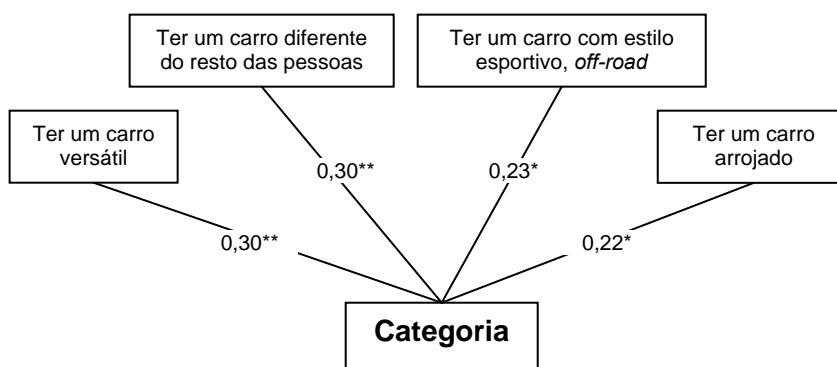 Ter um carro diferente
do resto das pessoas
Ter um carro com estilo
esportivo, off-road
Ter um carro
versátil
Ter um carro
arrojado
0,30**
0,23*
0,30**
0,22*
Categoria